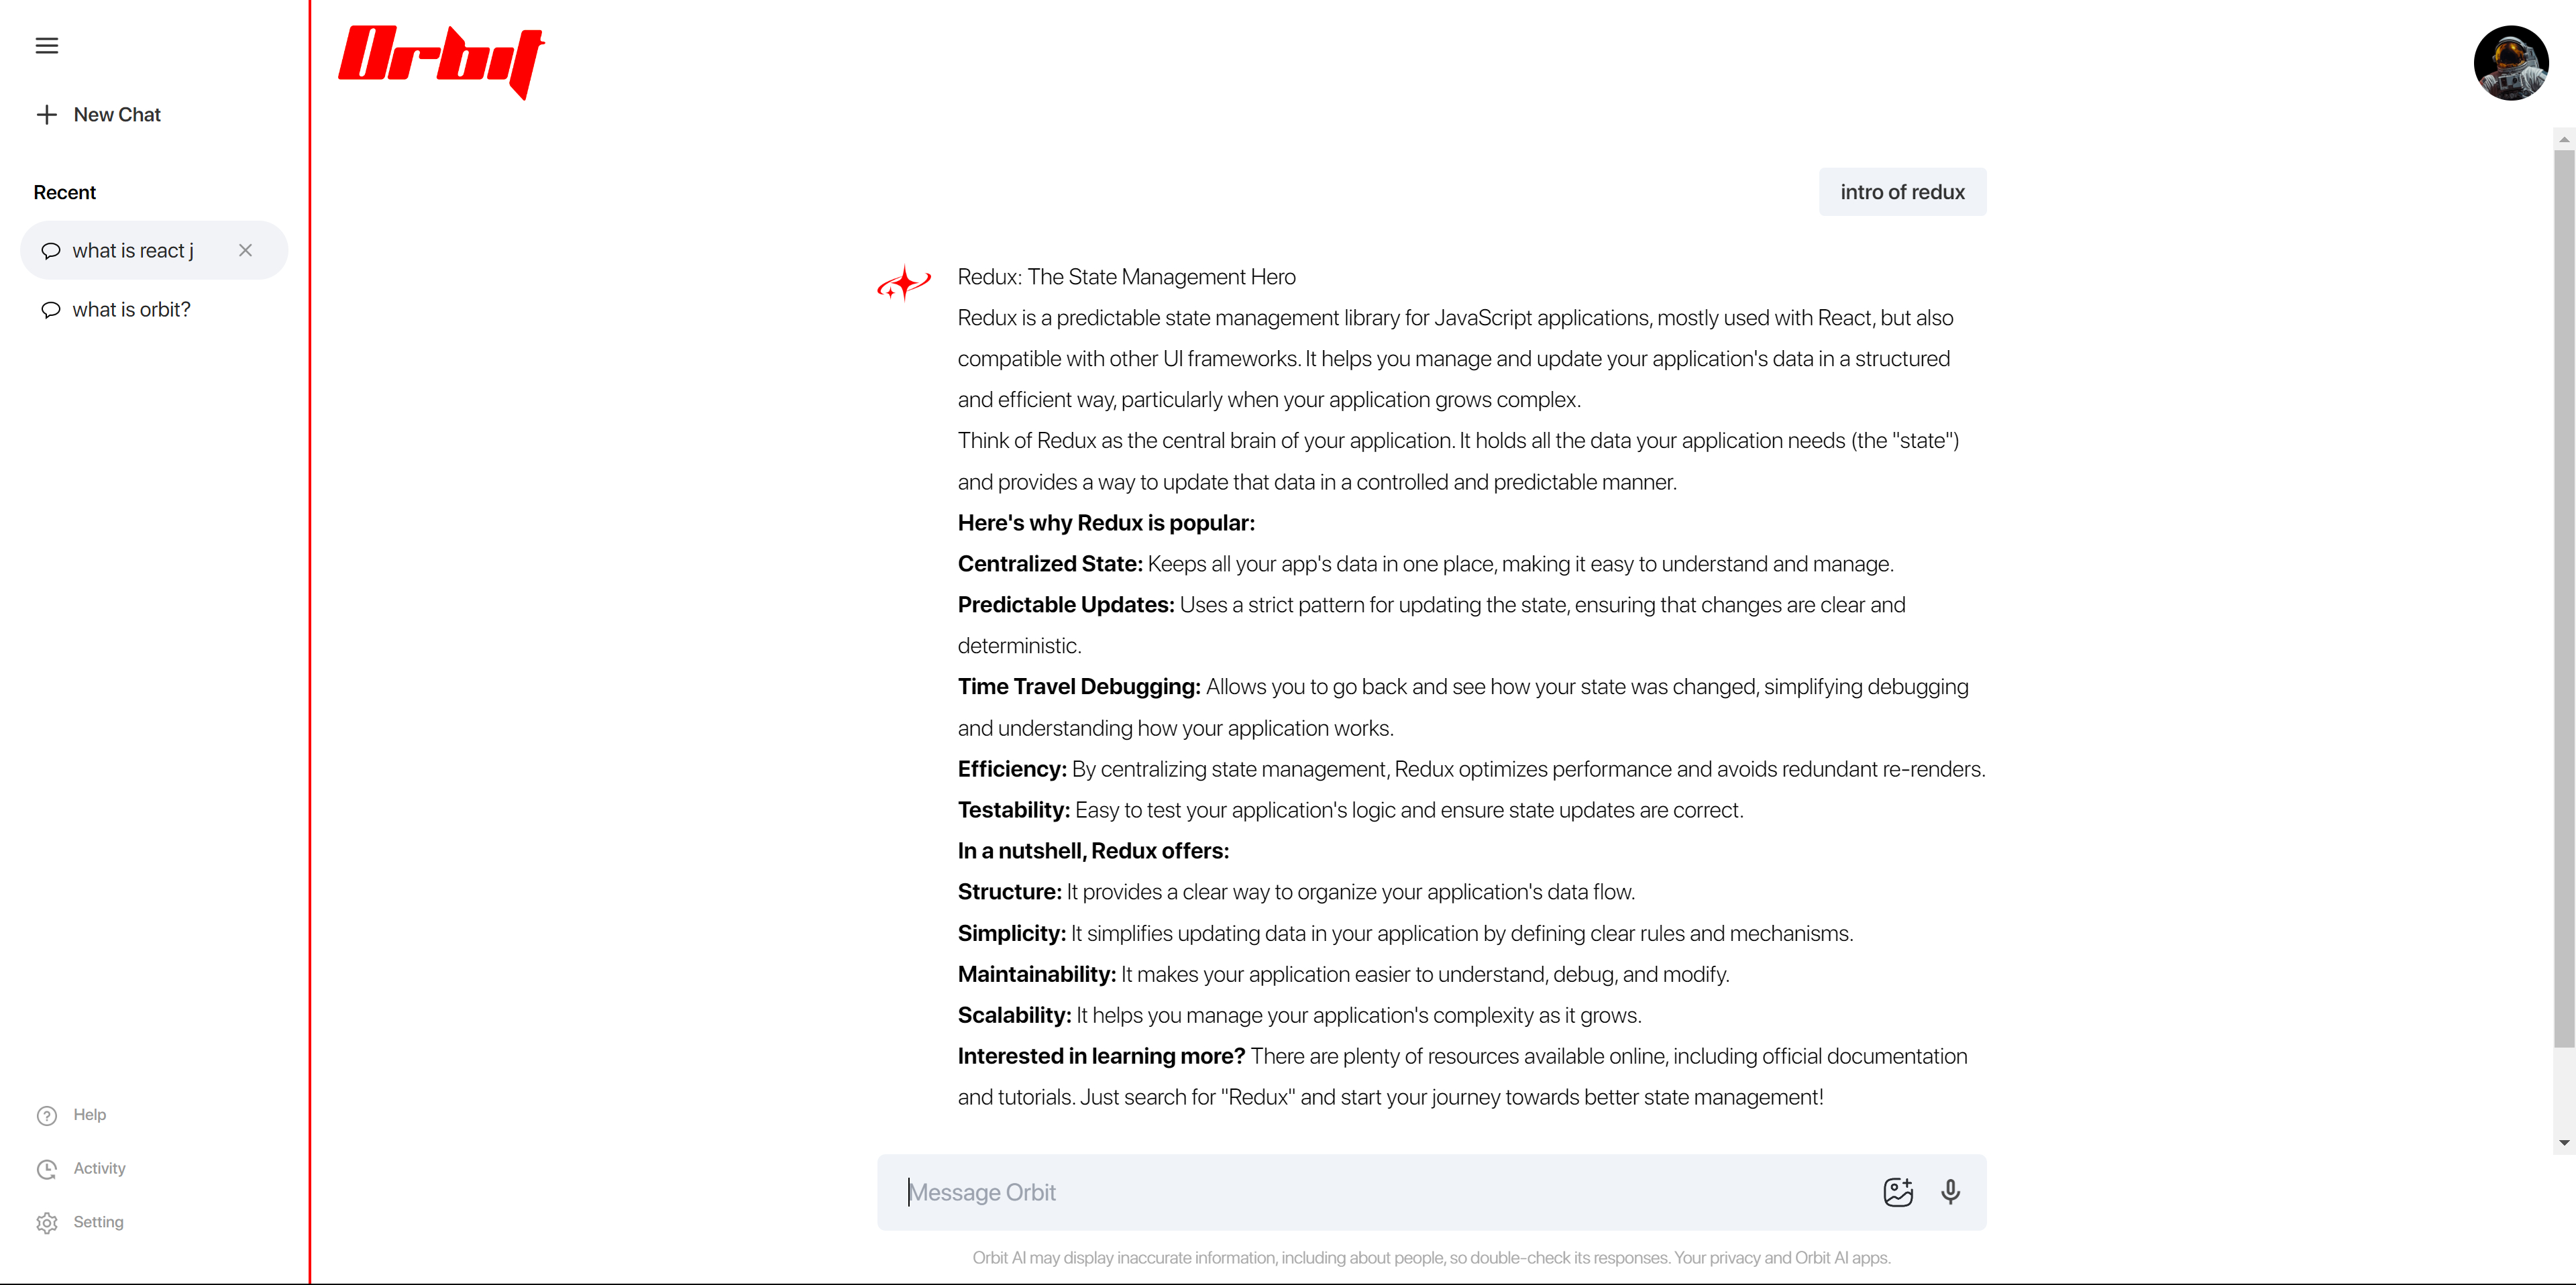 Orbit
New Chat
Recent
what is react j
what is orbit?
intro of redux
Redux: The State Management Hero
Redux is a predictable state management library for JavaScript applications, mostly used with React, but also
compatible with other UI frameworks. It helps you manage and update your application's data in a structured
and efficient way, particularly when your application grows complex.
Think of Redux as the central brain of your application. It holds all the data your application needs (the "state")
and provides a way to update that data in a controlled and predictable manner.
Here's why Redux is popular:
Centralized State: Keeps all your app's data in one place, making it easy to understand and manage.
Predictable Updates: Uses a strict pattern for updating the state, ensuring that changes are clear and
deterministic.
Time Travel Debugging: Allows you to go back and see how your state was changed, simplifying debugging
and understanding how your application works.
Efficiency: By centralizing state management, Redux optimizes performance and avoids redundant re-renders.
Testability: Easy to test your application's logic and ensure state updates are correct.
In a nutshell, Redux offers:
Structure: It provides a clear way to organize your application's data flow.
Simplicity: It simplifies updating data in your application by defining clear rules and mechanisms.
Maintainability: It makes your application easier to understand, debug, and modify.
Scalability: It helps you manage your application's complexity as it grows.
Interested in learning more? There are plenty of resources available online, including official documentation
and tutorials. Just search for "Redux" and start your journey towards better state management!
Help
Activity
Setting
Message Orbit
Orbit AI may display inaccurate information, including about people, so double-check its responses. Your privacy and Orbit AI apps.